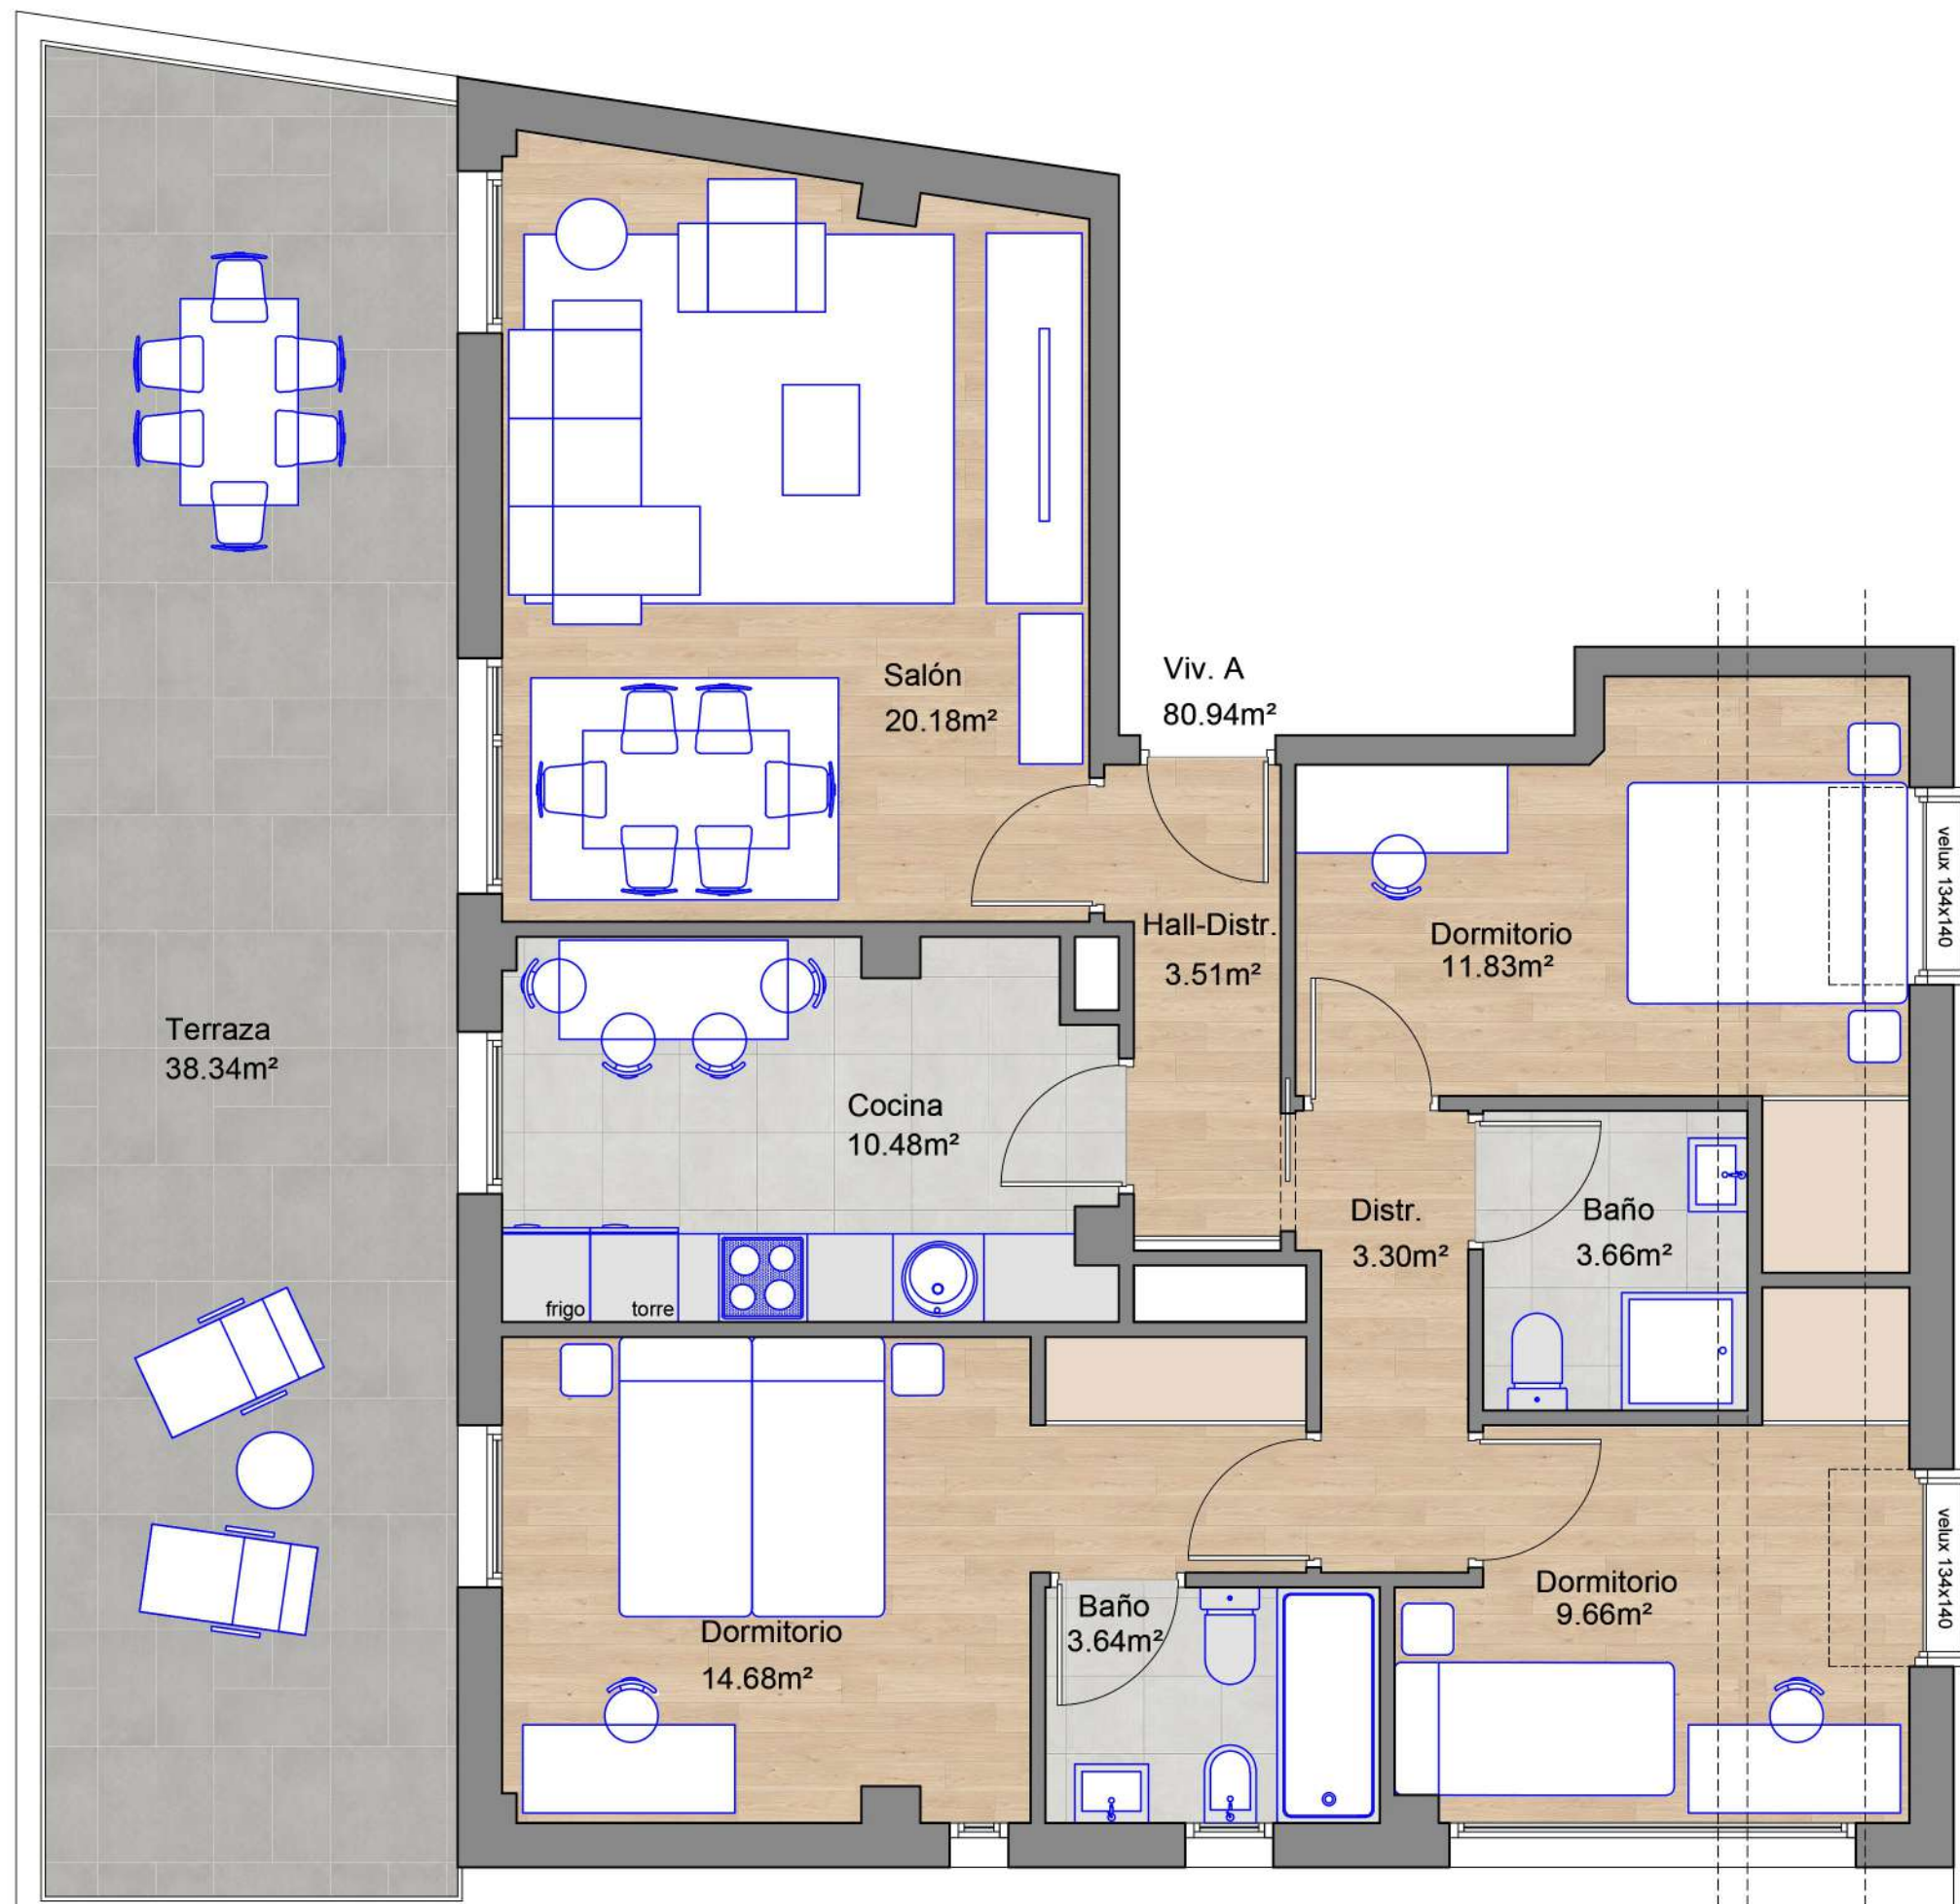 Salón
20.18m²
Viv. A
80.94m²
velux 134x140
Hall-Distr.
3.51m²
Dormitorio
11.83m²
Terraza
38.34m²
Cocina
10.48m²
Distr.
3.30m²
Baño
3.66m²
frigo
torre
Dormitorio
14.68m²
Baño
3.64m²
Dormitorio
9.66m²
velux 134x140